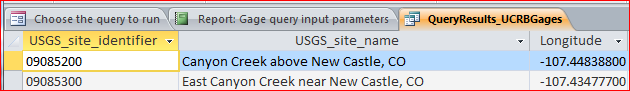 Choose the query to run Report: Gage query input parameters QueryResults_UCRBGages
USGS_site_identifier USGS_site_name Longitude
09085200 Canyon Creek above New Castle, CO -107.44838800
09085300 East Canyon Creek near New Castle, CO -107.43477700